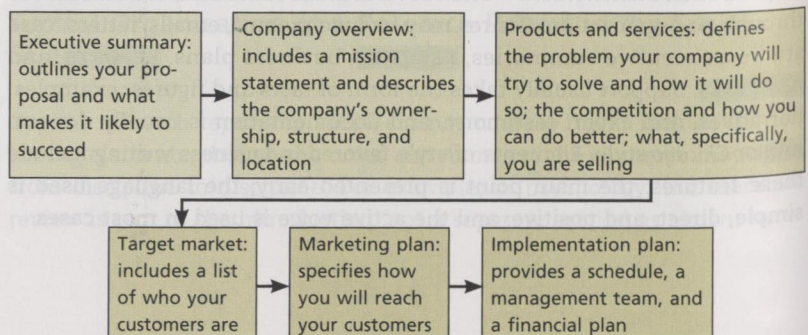 Executive summary:
outlines your pro-
posal and what
makes it likely to
succeed
Company overview:
includes a mission
statement and describes
the company's owner-
ship, structure, and
location
Products and services: defines
the problem your company will
try to solve and how it will do
so; the competition and how you
can do better; what, specifically,
you are selling
Target market:
includes a list
of who your
customers are
Marketing plan:
specifies how
you will reach
your customers
Implementation plan:
provides a schedule, a
management team, and
a financial plan